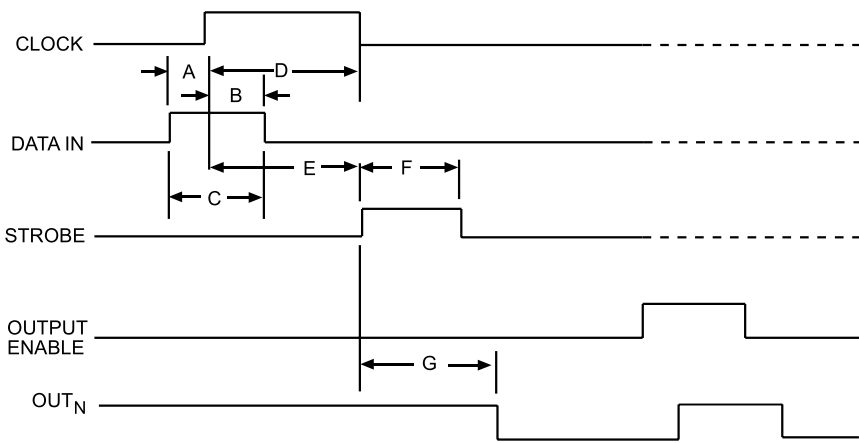 CLOCK
A
D
B
DATA IN
E
F
C
STROBE
OUTPUT
ENABLE
G
OUTN